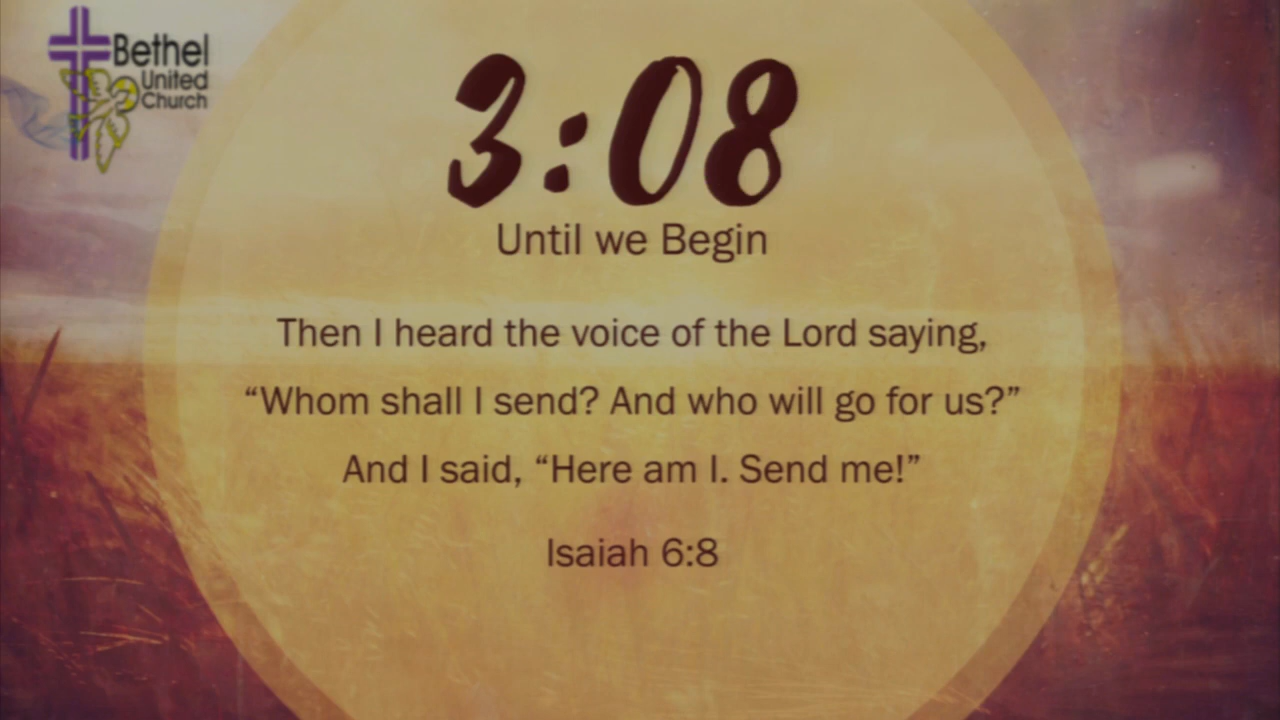 Bethel
United
Church
3:08
Until we Begin
Then I heard the voice of the Lord saying,
“Whom shall I send? And who will go for us?”
And I said, “Here am I. Send me!”
Isaiah 6:8